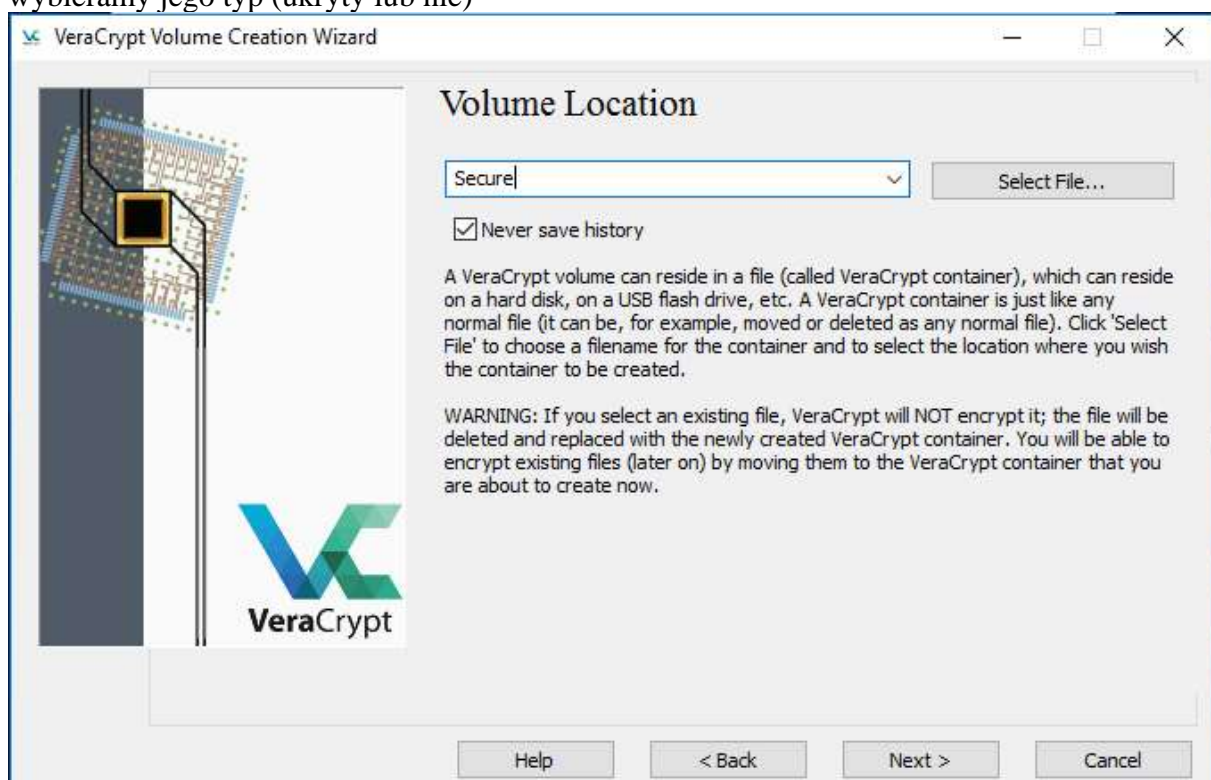 wybieramy jego typ (ukryty lub nie)
VeraCrypt Volume Creation Wizard
Volume Location
Secure
Select File...
Never save history
A VeraCrypt volume can reside in a file (called VeraCrypt container), which can reside
on a hard disk, on a USB flash drive, etc. A VeraCrypt container is just like any
normal file (it can be, for example, moved or deleted as any normal file). Click 'Select
File' to choose a filename for the container and to select the location where you wish
the container to be created.
WARNING: If you select an existing file, VeraCrypt will NOT encrypt it; the file will be
deleted and replaced with the newly created VeraCrypt container. You will be able to
encrypt existing files (later on) by moving them to the VeraCrypt container that you
are about to create now.
VeraCrypt
Help
< Back
Next >
Cancel